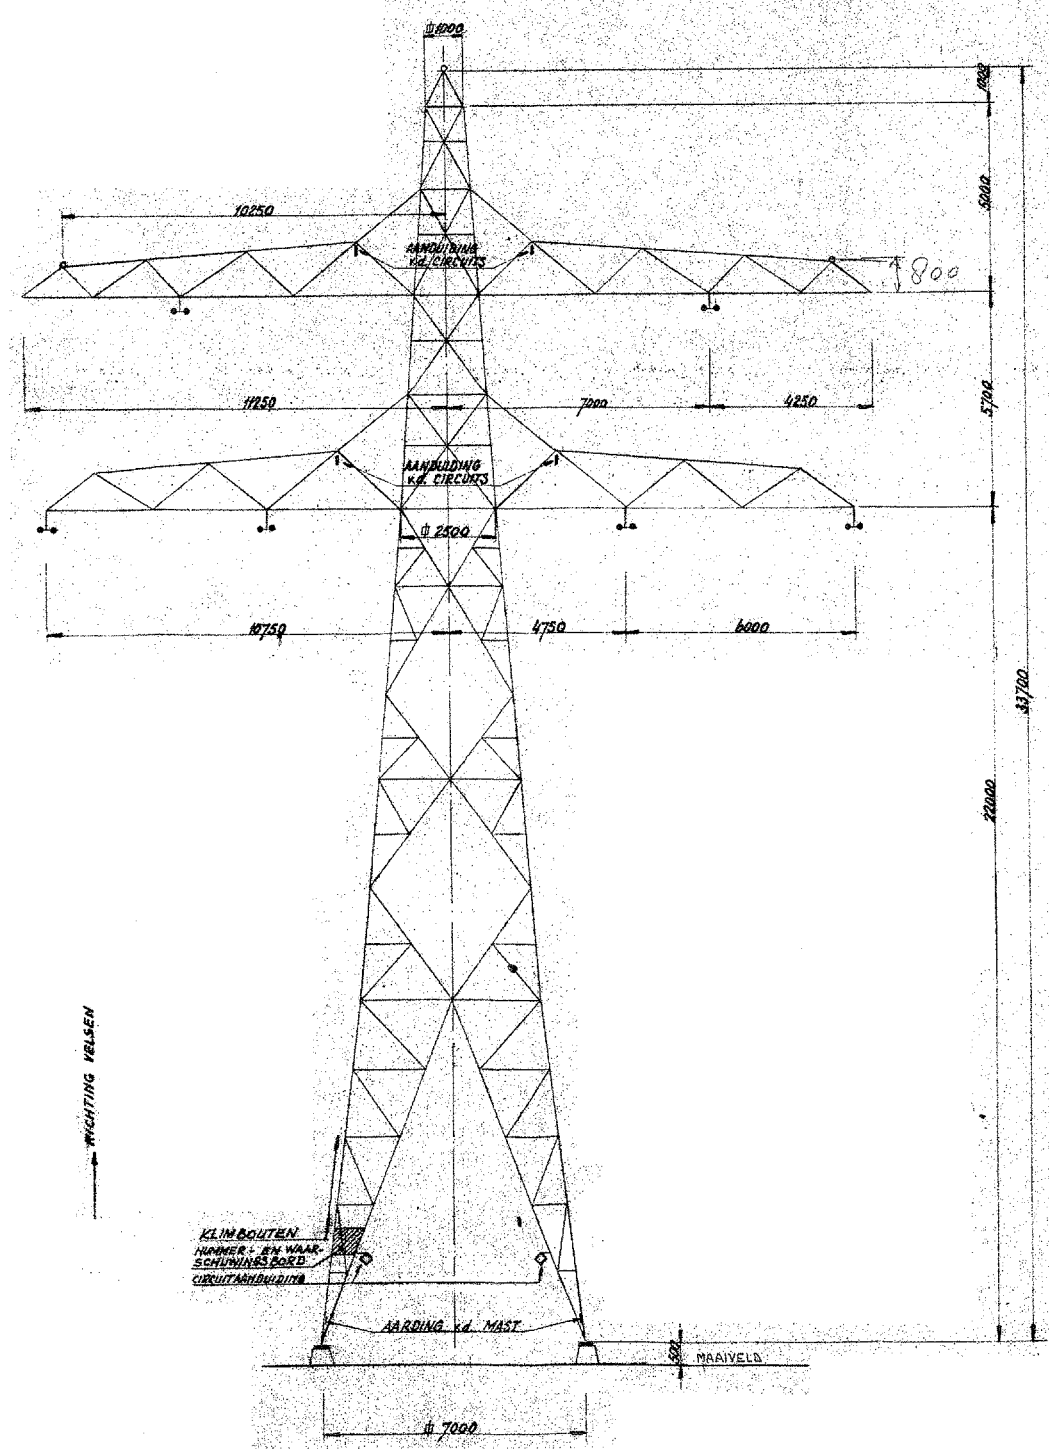 ⌽1000
1000
5000
10250
AANDUIDING
v.d. CIRCUITS
800
11250
7000
4250
5700
AANDUIDING
v.d. CIRCUITS
⌽ 2500
10750
4750
6000
33700
22000
RICHTING VELSEN
KLIMBOUTEN
NUMMER- EN WAAR-
SCHUWINGSBORD
CIRCUITAANDUIDING
AARDING v.d. MAST
500
MAAIVELD
⌽ 7000